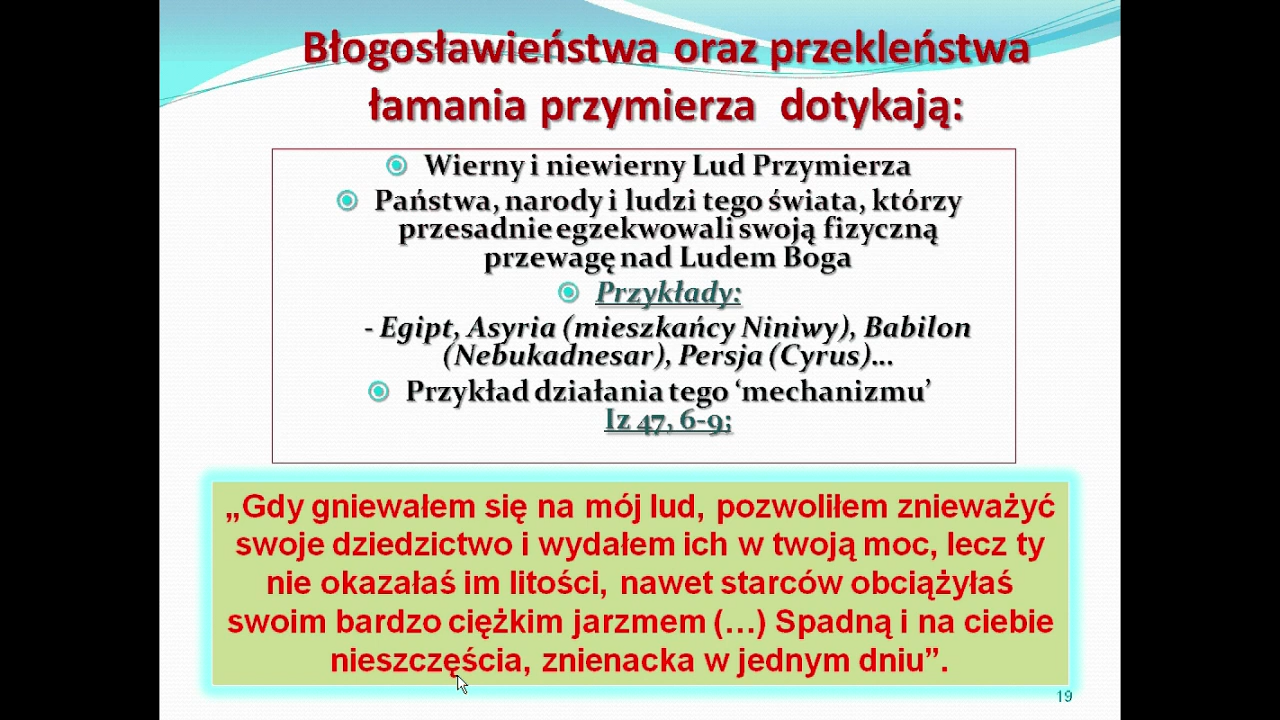 Błogosławieństwa oraz przekleństwa
łamania przymierza dotykają:
Wierny i niewierny Lud Przymierza
Państwa, narody i ludzi tego świata, którzy
przesadnie egzekwowali swoją fizyczną
przewagę nad Ludem Boga
Przykłady:
- Egipt, Asyria (mieszkańcy Niniwy), Babilon
(Nebukadnesar), Persja (Cyrus)...
Przykład działania tego ‘mechanizmu’
Iz 47, 6-9;
„Gdy gniewałem się na mój lud, pozwoliłem znieważyć
swoje dziedzictwo i wydałem ich w twoją moc, lecz ty
nie okazałaś im litości, nawet starców obciążyłaś
swoim bardzo ciężkim jarzmem (…) Spadną i na ciebie
nieszczęścia, znienacka w jednym dniu”.
19